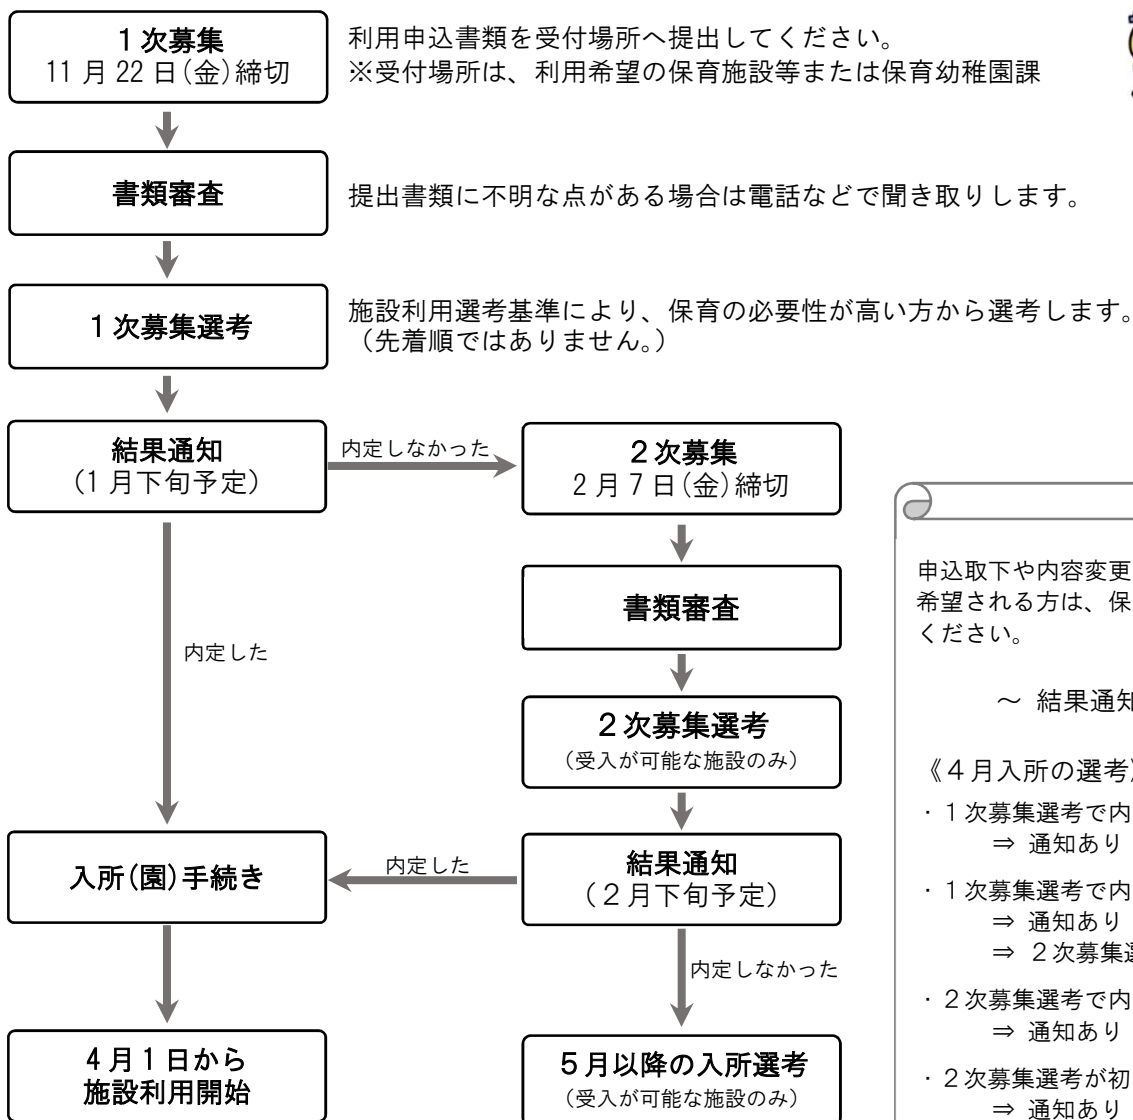 １次募集
11月22日(金)締切
利用申込書類を受付場所へ提出してください。
※受付場所は、利用希望の保育施設等または保育幼稚園課
書類審査
提出書類に不明な点がある場合は電話などで聞き取りします。
１次募集選考
施設利用選考基準により、保育の必要性が高い方から選考します。
（先着順ではありません。）
結果通知
(1月下旬予定)
内定しなかった
２次募集
2月7日(金)締切
書類審査
内定した
２次募集選考
（受入が可能な施設のみ）
入所(園)手続き
内定した
結果通知
(２月下旬予定)
内定しなかった
４月１日から
施設利用開始
５月以降の入所選考
（受入が可能な施設のみ）
申込取下や内容変更
希望される方は、保
ください。
～ 結果通知
《４月入所の選考》
・１次募集選考で内
⇒ 通知あり
・１次募集選考で内
⇒ 通知あり
⇒ ２次募集選
・２次募集選考で内
⇒ 通知あり
・２次募集選考が初
⇒ 通知あり